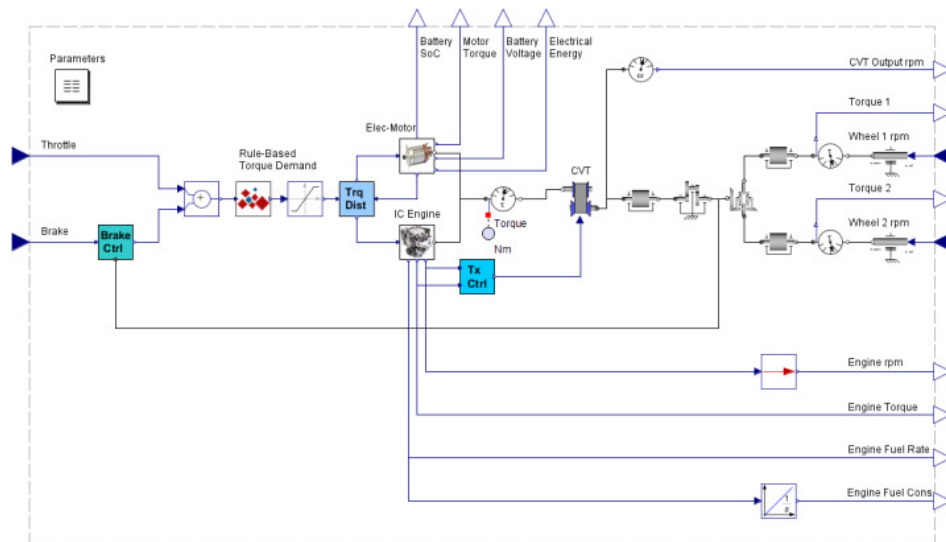 Battery
SoC
Motor
Torque
Battery
Voltage
Electrical
Energy
Parameters
CVT Output rpm
Torque 1
Elec-Motor
Wheel 1 rpm
Throttle
Rule-Based
Torque Demand
CVT
Trq
Dist
Torque 2
IC Engine
Torque
Wheel 2 rpm
Brake
Brake
Ctrl
Nm
Tx
Ctrl
Engine rpm
Engine Torque
Engine Fuel Rate
1
s
Engine Fuel Cons